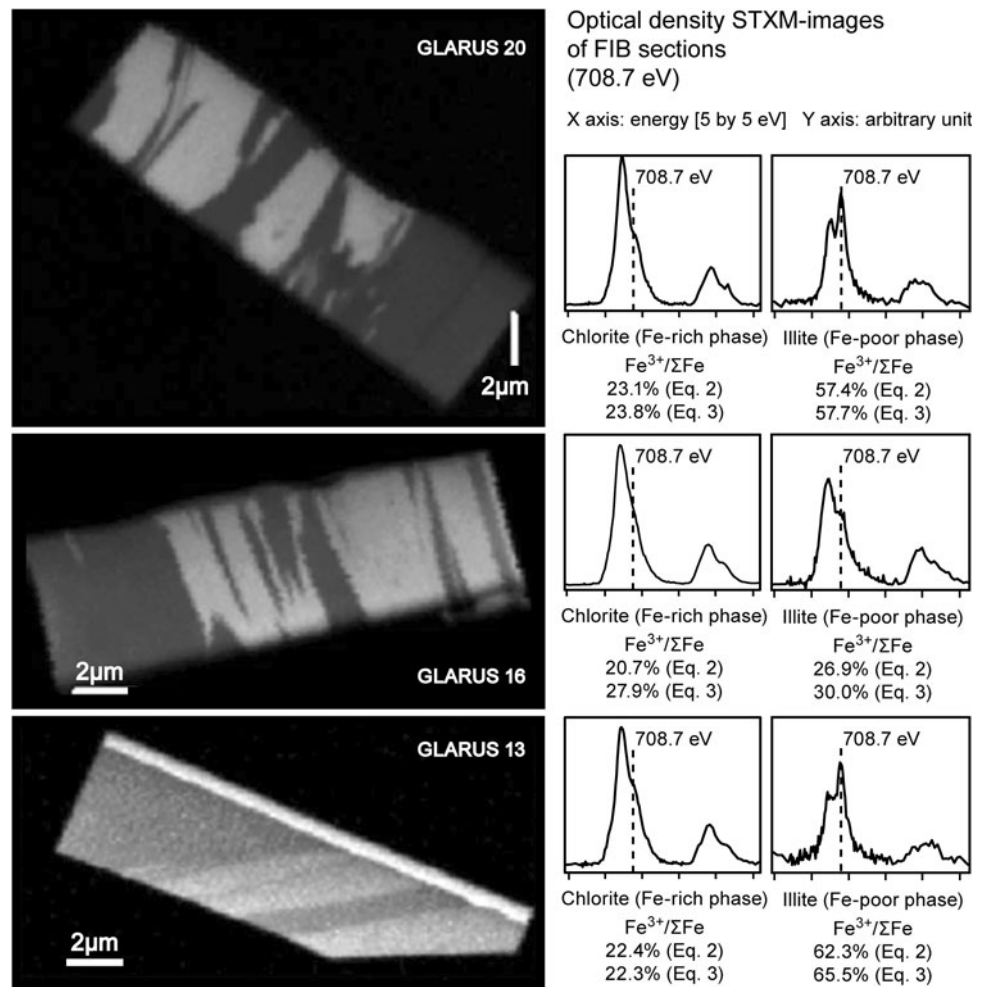 GLARUS 20
2µm
GLARUS 16
2µm
GLARUS 13
2µm
Optical density STXM-images
of FIB sections
(708.7 eV)
X axis: energy [5 by 5 eV] Y axis: arbitrary unit
708.7 eV
708.7 eV
Chlorite (Fe-rich phase)
Fe³⁺/ΣFe
23.1% (Eq. 2)
23.8% (Eq. 3)
Illite (Fe-poor phase)
Fe³⁺/ΣFe
57.4% (Eq. 2)
57.7% (Eq. 3)
708.7 eV
708.7 eV
Chlorite (Fe-rich phase)
Fe³⁺/ΣFe
20.7% (Eq. 2)
27.9% (Eq. 3)
Illite (Fe-poor phase)
Fe³⁺/ΣFe
26.9% (Eq. 2)
30.0% (Eq. 3)
708.7 eV
708.7 eV
Chlorite (Fe-rich phase)
Fe³⁺/ΣFe
22.4% (Eq. 2)
22.3% (Eq. 3)
Illite (Fe-poor phase)
Fe³⁺/ΣFe
62.3% (Eq. 2)
65.5% (Eq. 3)